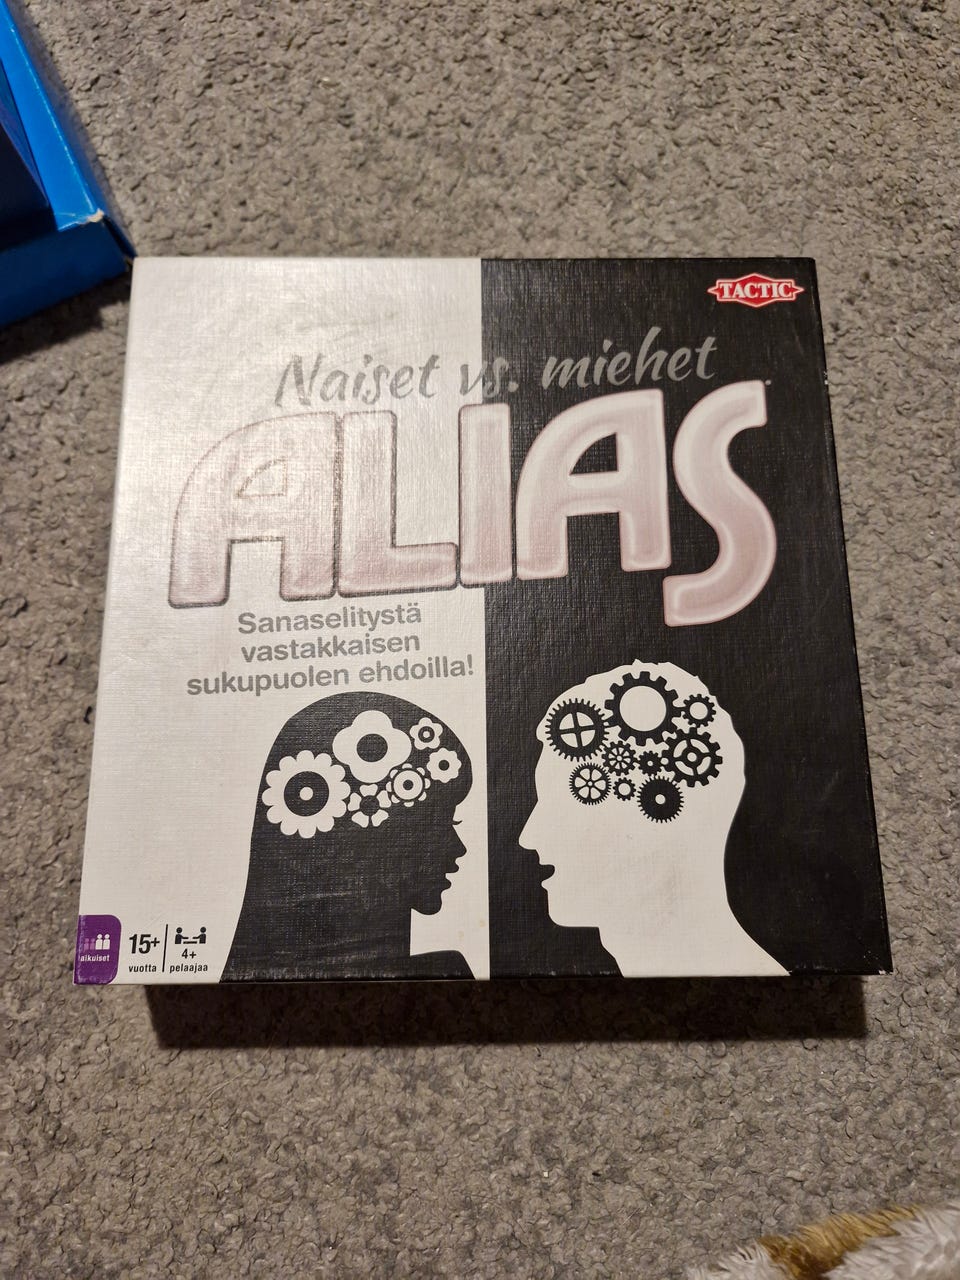 TACTIC
Naiset vs. miehet
ALIAS
Sanaselitystä
vastakkaisen
sukupuolen ehdoilla!
aikuiset
15+
vuotta
4+
pelaajaa